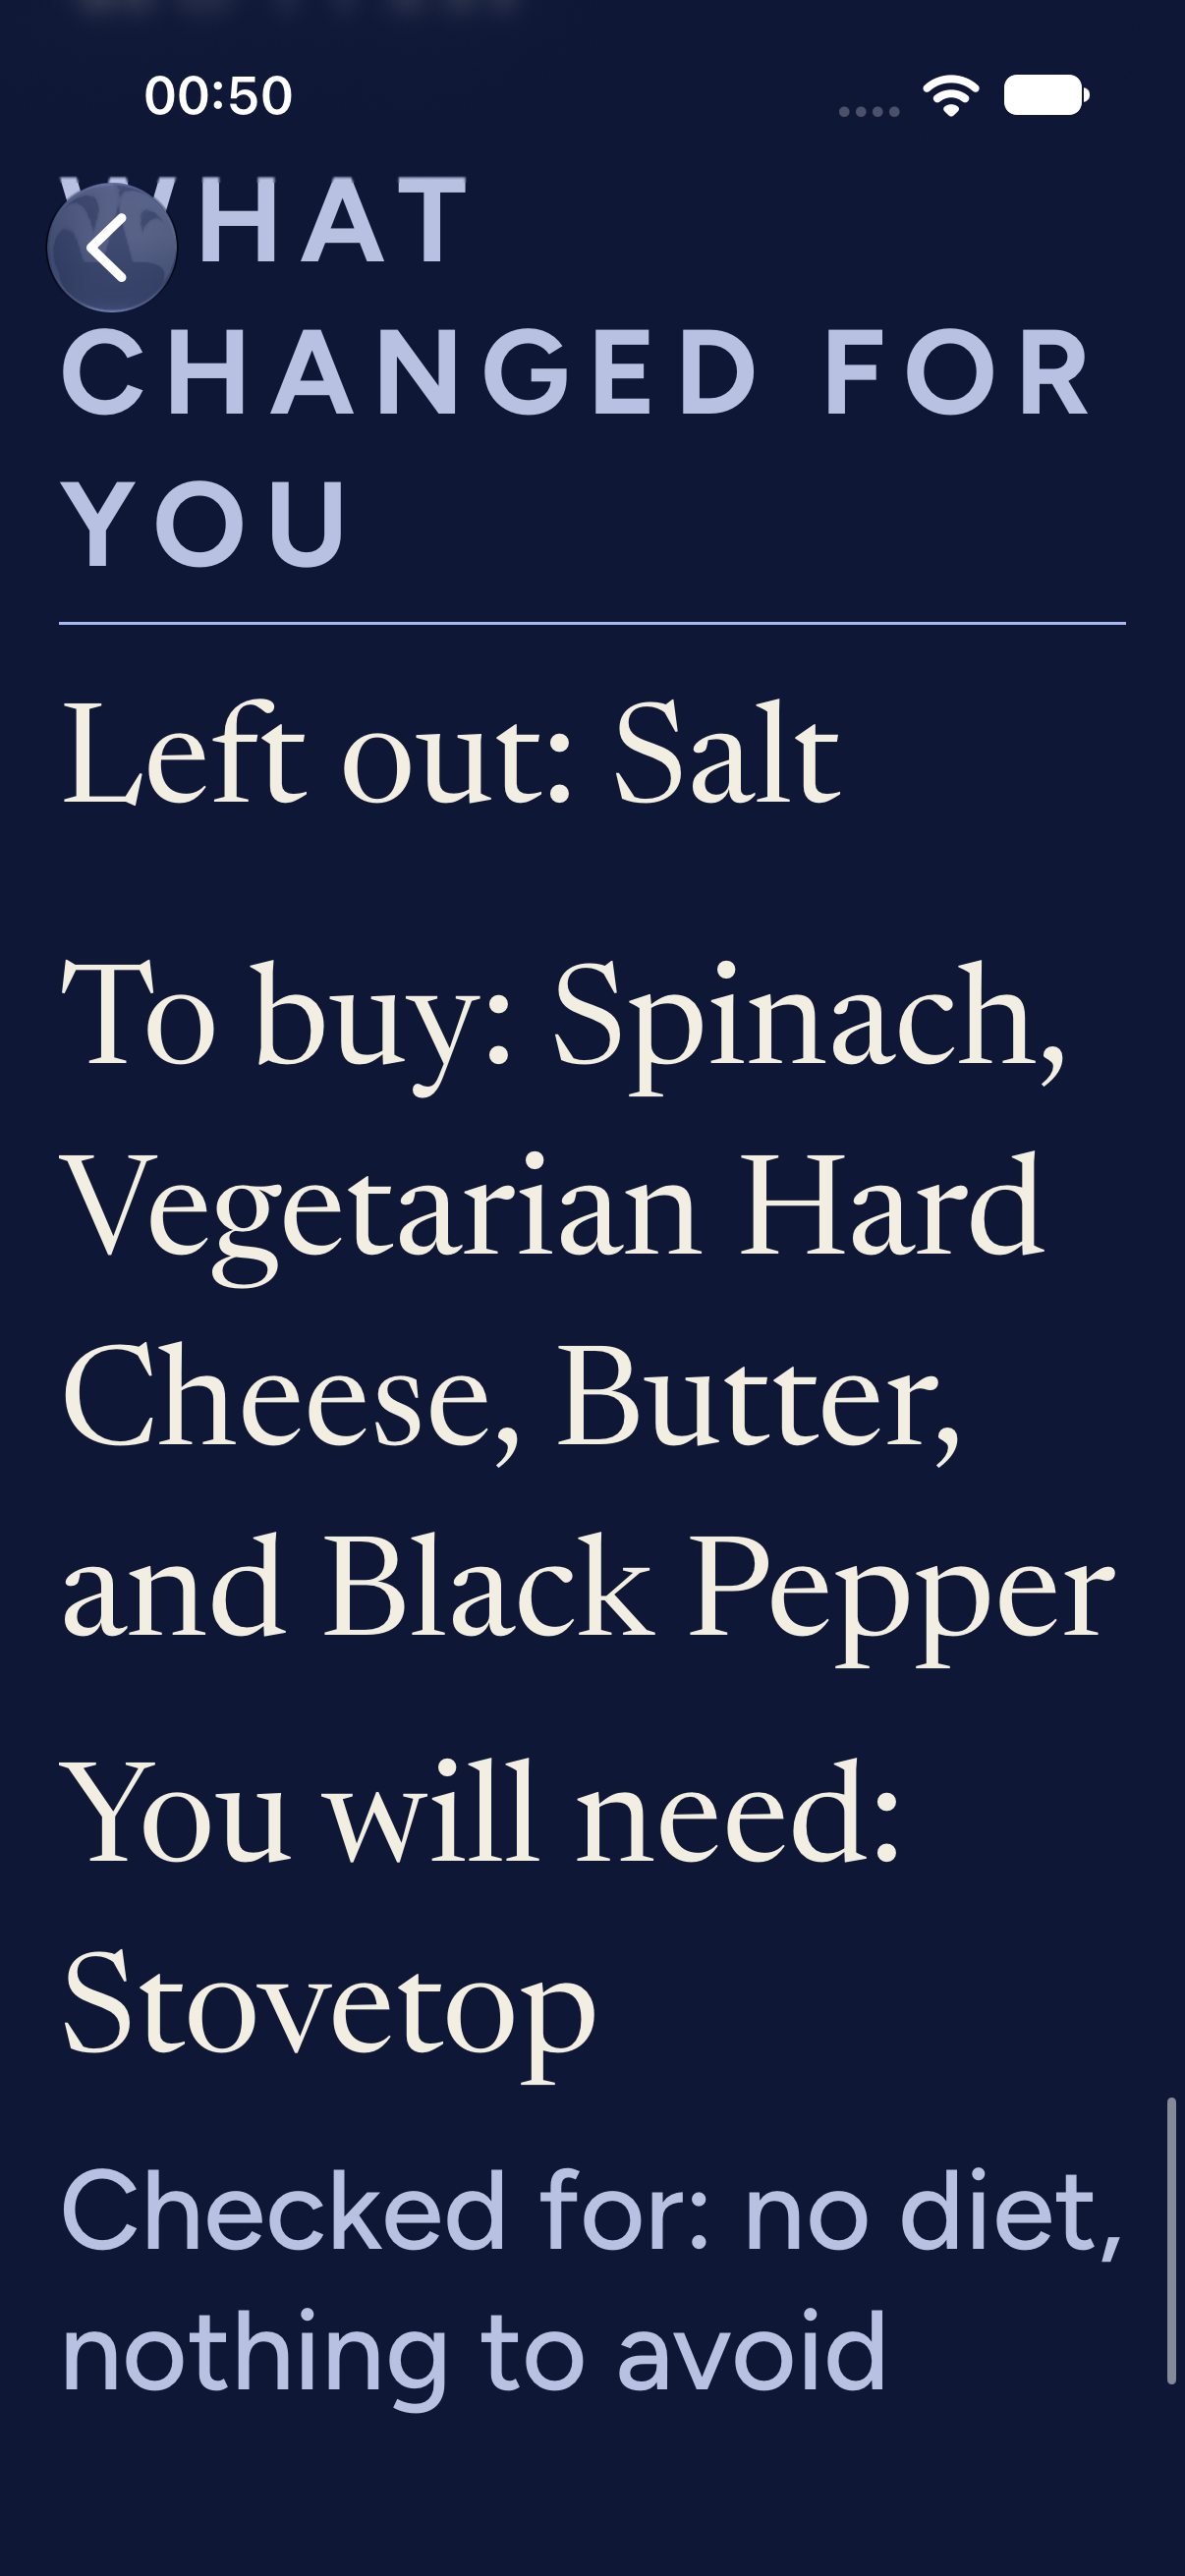 00:50
WHAT
CHANGED FOR
YOU
Left out: Salt
To buy: Spinach,
Vegetarian Hard
Cheese, Butter,
and Black Pepper
You will need:
Stovetop
Checked for: no diet,
nothing to avoid